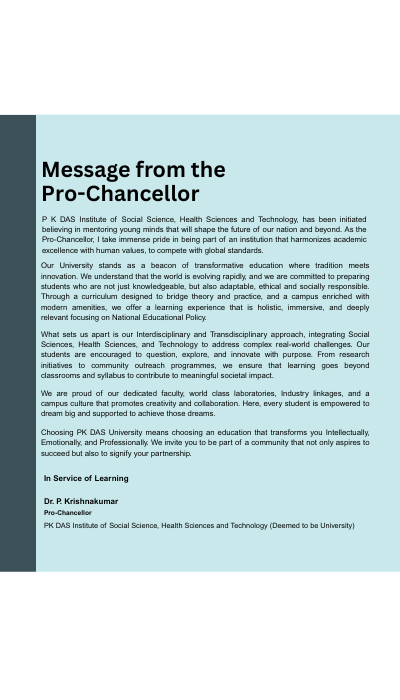 Message from the
Pro-Chancellor
P K DAS Institute of Social Science, Health Sciences and Technology, has been initiated
believing in mentoring young minds that will shape the future of our nation and beyond. As the
Pro-Chancellor, I take immense pride in being part of an institution that harmonizes academic
excellence with human values, to compete with global standards.
Our University stands as a beacon of transformative education where tradition meets
innovation. We understand that the world is evolving rapidly, and we are committed to preparing
students who are not just knowledgeable, but also adaptable, ethical and socially responsible.
Through a curriculum designed to bridge theory and practice, and a campus enriched with
modern amenities, we offer a learning experience that is holistic, immersive, and deeply
relevant focusing on National Educational Policy.
What sets us apart is our Interdisciplinary and Transdisciplinary approach, integrating Social
Sciences, Health Sciences, and Technology to address complex real-world challenges. Our
students are encouraged to question, explore, and innovate with purpose. From research
initiatives to community outreach programmes, we ensure that learning goes beyond
classrooms and syllabus to contribute to meaningful societal impact.
We are proud of our dedicated faculty, world class laboratories, Industry linkages, and a
campus culture that promotes creativity and collaboration. Here, every student is empowered to
dream big and supported to achieve those dreams.
Choosing PK DAS University means choosing an education that transforms you Intellectually,
Emotionally, and Professionally. We invite you to be part of a community that not only aspires to
succeed but also to signify your partnership.
In Service of Learning
Dr. P. Krishnakumar
Pro-Chancellor
PK DAS Institute of Social Science, Health Sciences and Technology (Deemed to be University)